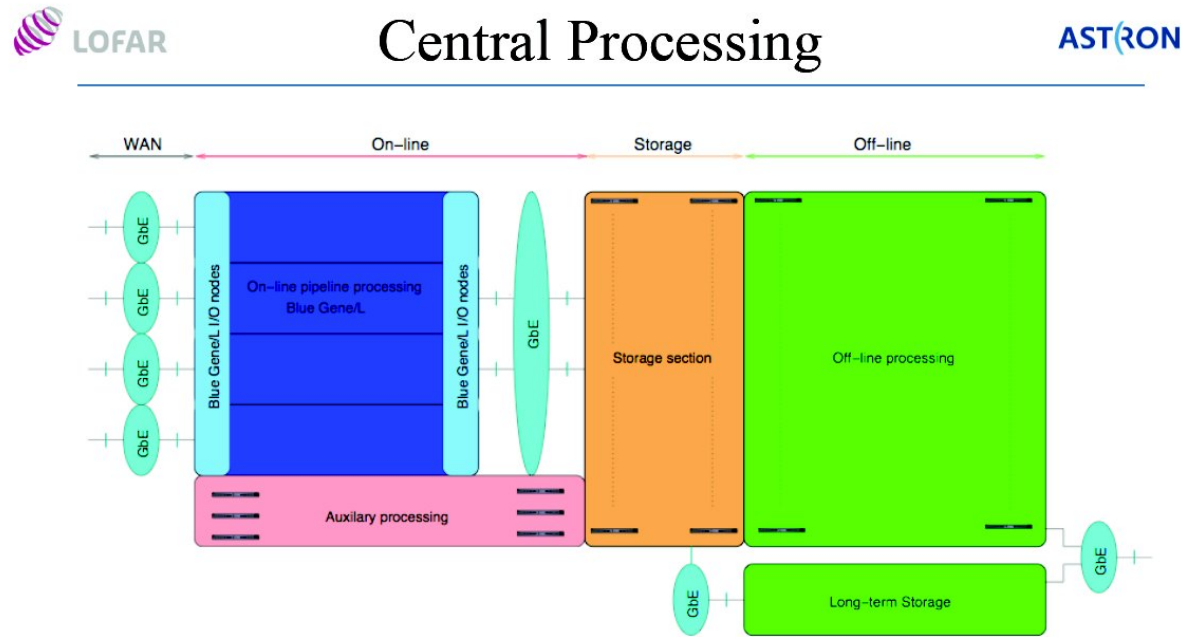 LOFAR
Central Processing
ASTRON
WAN
On-line
Storage
Off-line
GbE
GbE
GbE
GbE
Blue Gene/L I/O nodes
On-line pipeline processing
Blue Gene/L
Blue Gene/L I/O nodes
GbE
Storage section
Off-line processing
Auxilary processing
GbE
Long-term Storage
GbE